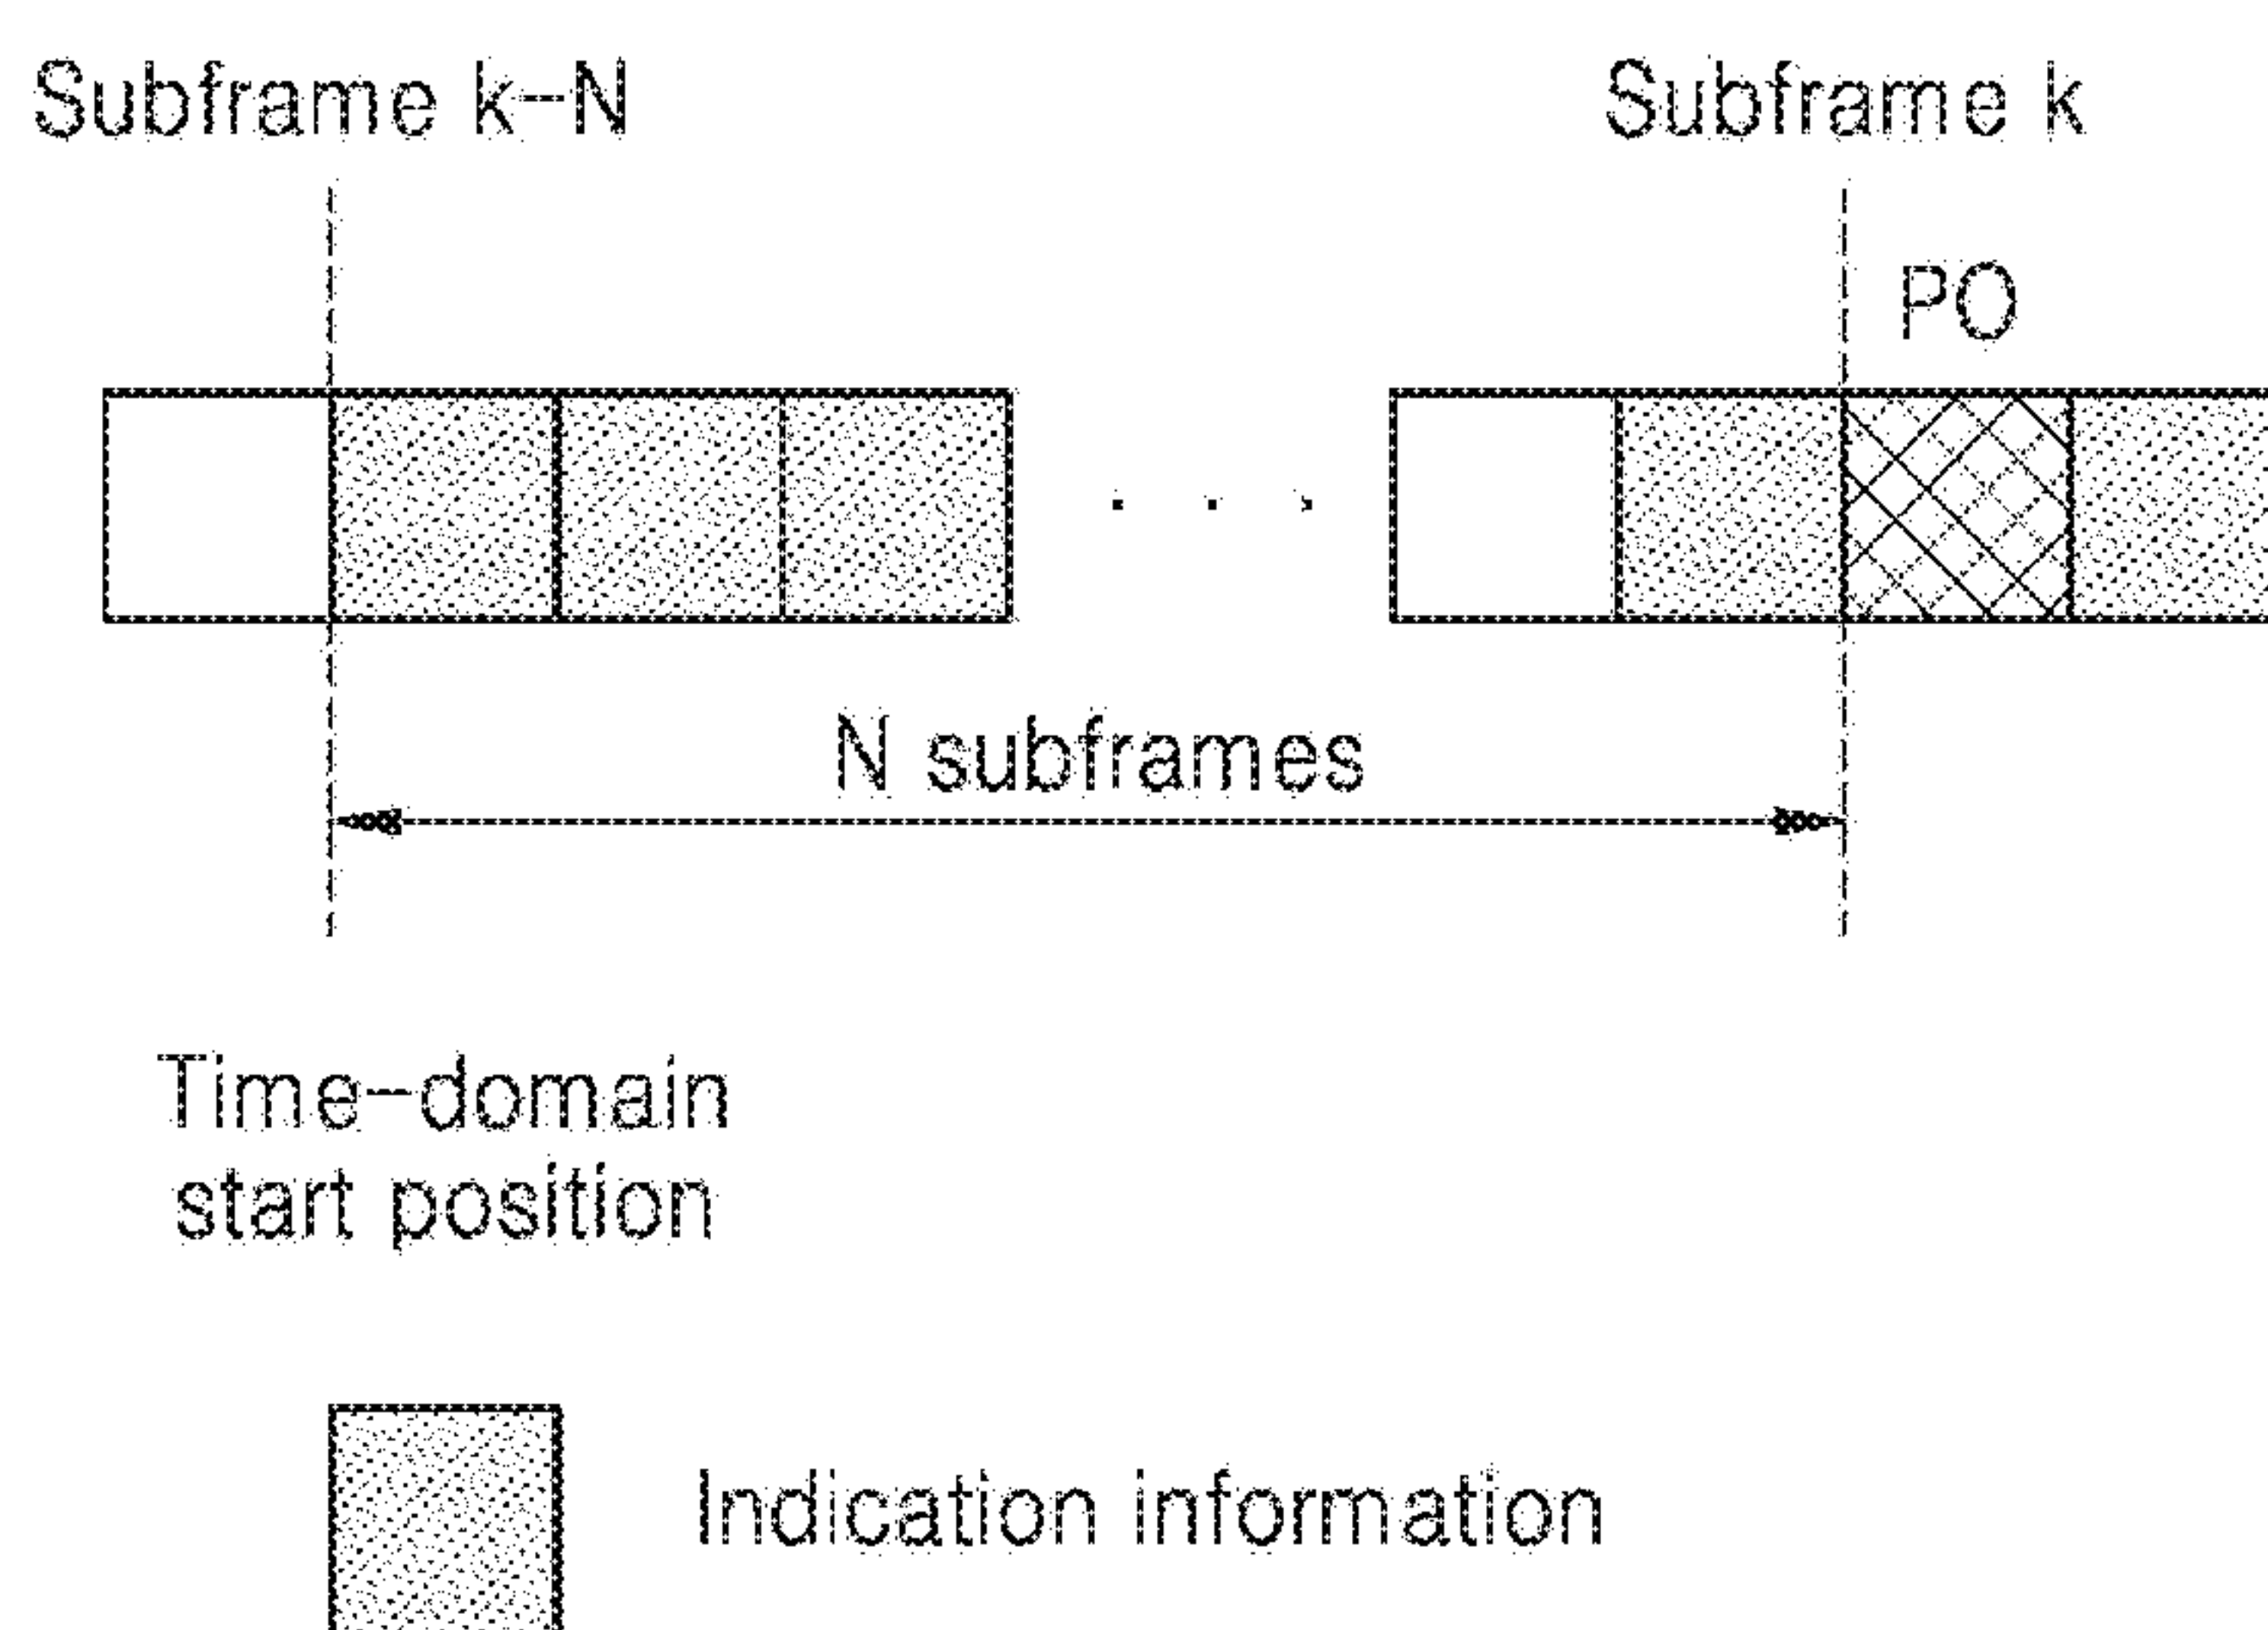 Subframe k-N
Subframe k
PO
N subframes
Time-domain
start position
Indication information